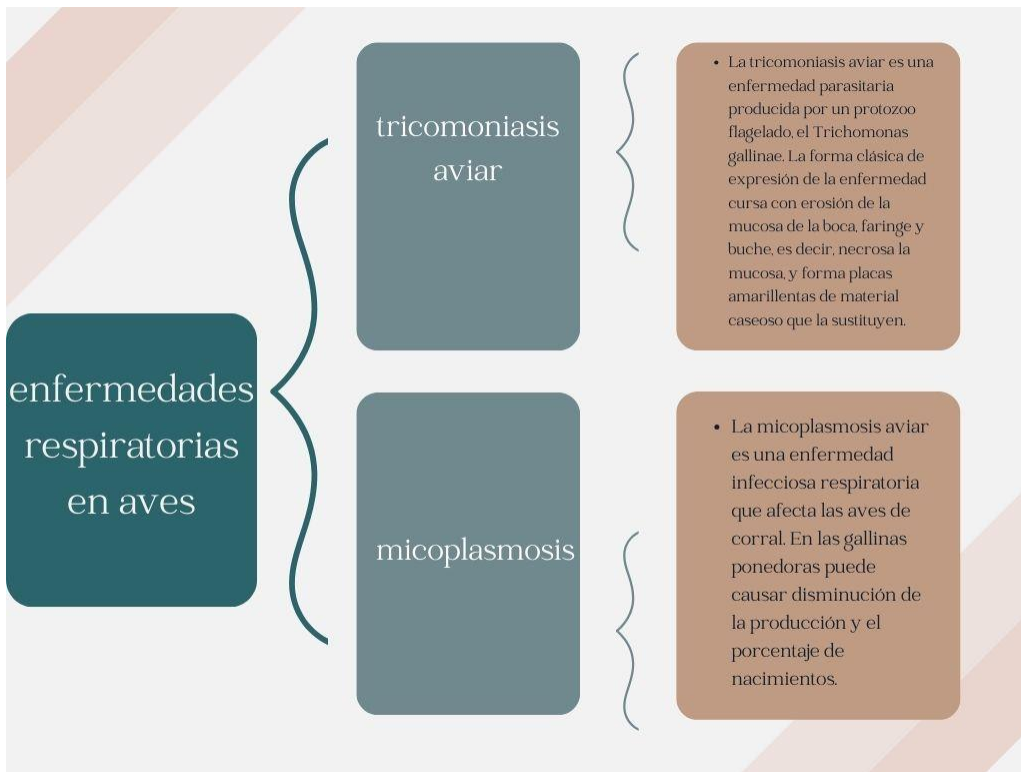 enfermedades
respiratorias
en aves
tricomoniasis
aviar
• La tricomoniasis aviar es una
enfermedad parasitaria
producida por un protozoo
flagelado, el Trichomonas
gallinae. La forma clásica de
expresión de la enfermedad
cursa con erosión de la
mucosa de la boca, faringe y
buche, es decir, necrosa la
mucosa, y forma placas
amarillentas de material
caseoso que la sustituyen.
micoplasmosis
• La micoplasmosis aviar
es una enfermedad
infecciosa respiratoria
que afecta las aves de
corral. En las gallinas
ponedoras puede
causar disminución de
la producción y el
porcentaje de
nacimientos.